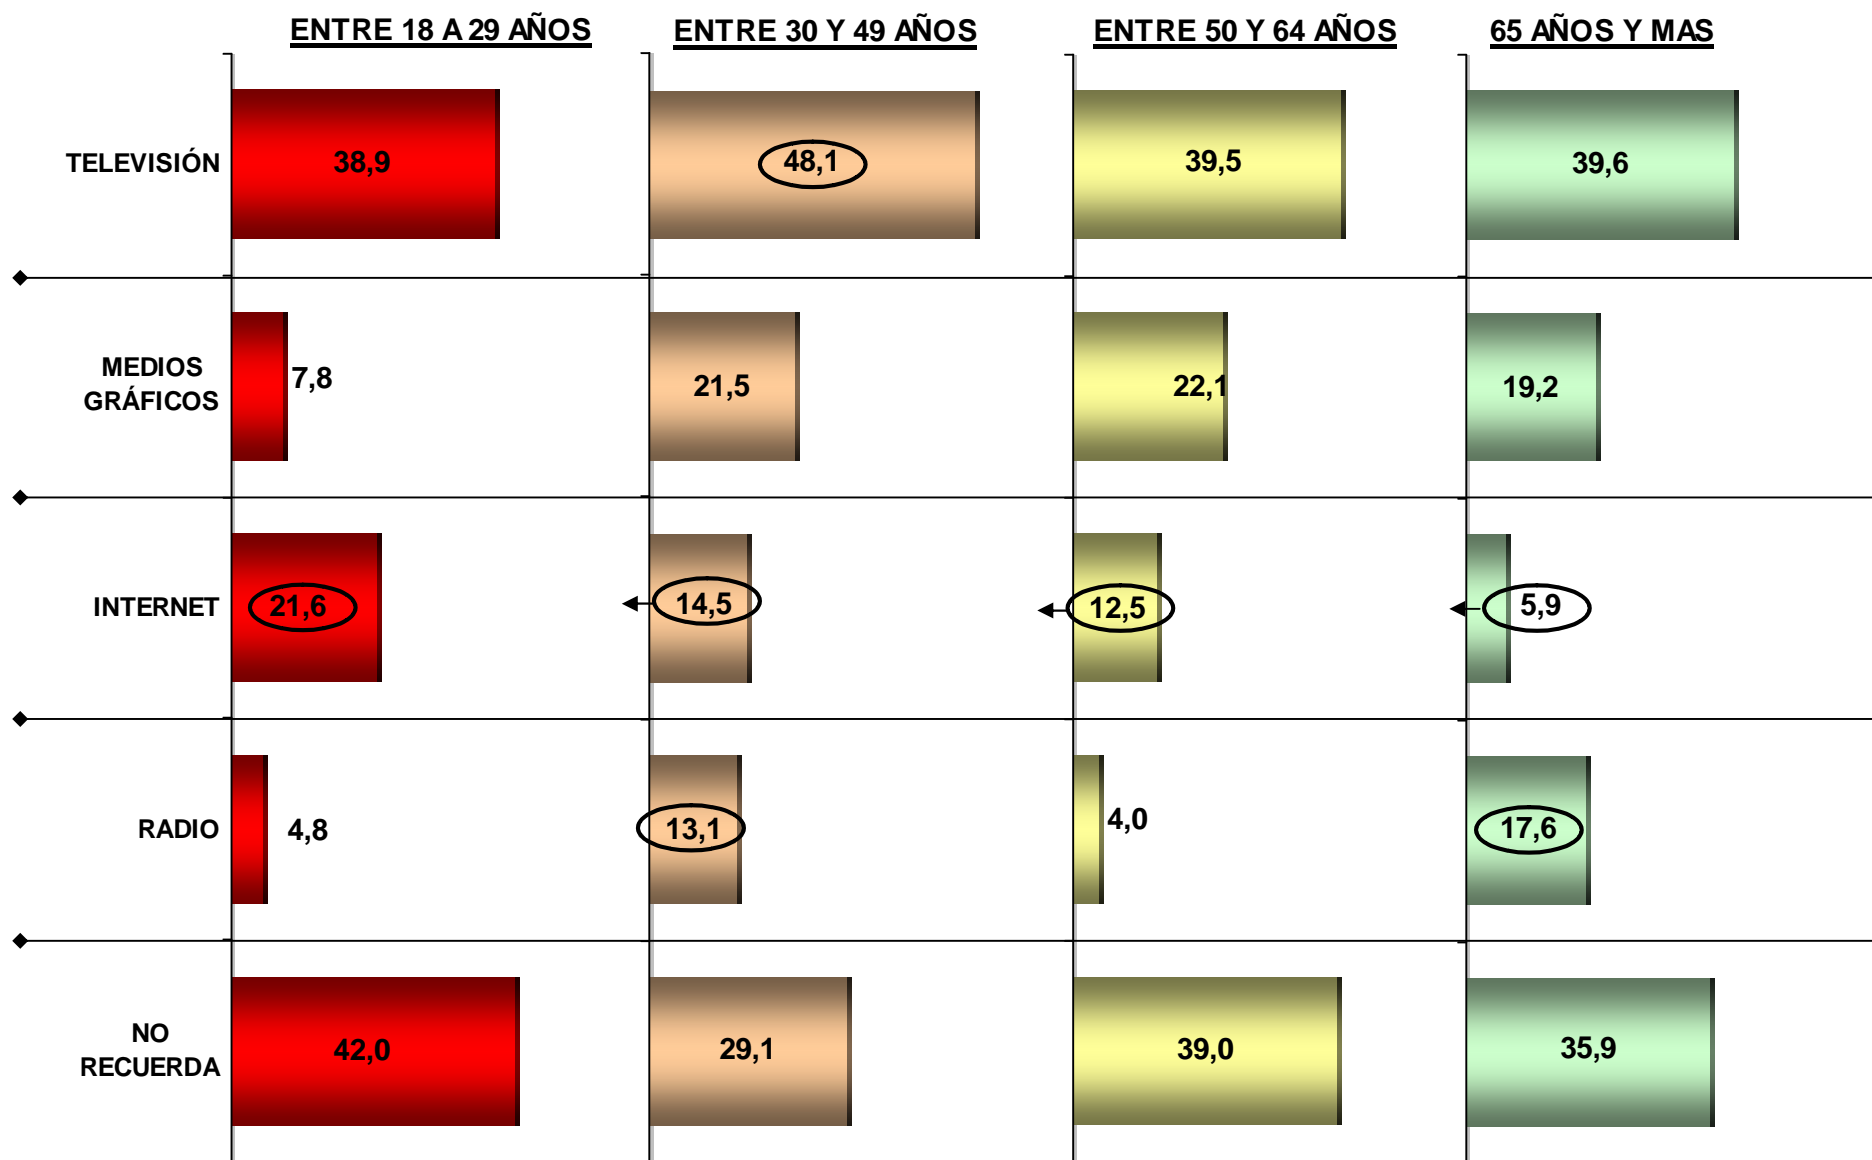 ENTRE 18 A 29 AÑOS
ENTRE 30 Y 49 AÑOS
ENTRE 50 Y 64 AÑOS
65 AÑOS Y MAS
TELEVISIÓN
38,9
48,1
39,5
39,6
MEDIOS
GRÁFICOS
7,8
21,5
22,1
19,2
INTERNET
21,6
14,5
12,5
5,9
RADIO
4,8
13,1
4,0
17,6
NO
RECUERDA
42,0
29,1
39,0
35,9